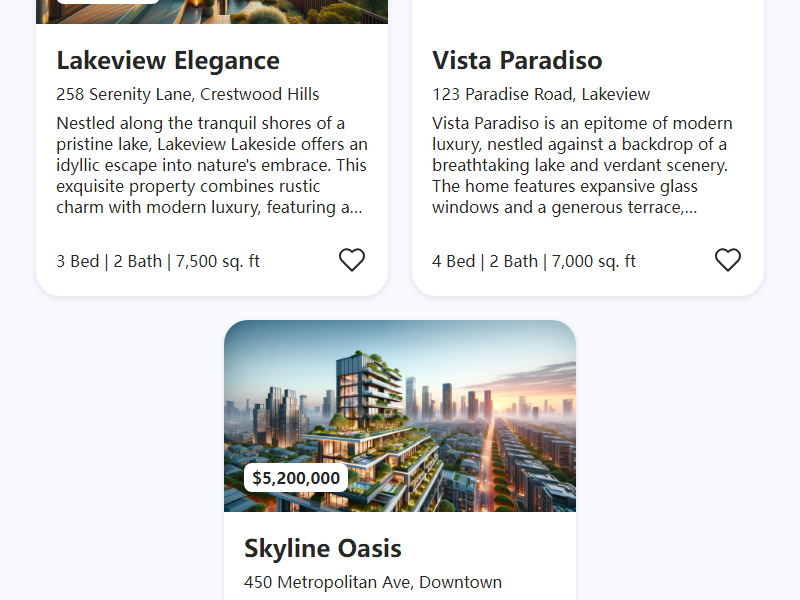 Lakeview Elegance
258 Serenity Lane, Crestwood Hills
Nestled along the tranquil shores of a
pristine lake, Lakeview Lakeside offers an
idyllic escape into nature's embrace. This
exquisite property combines rustic
charm with modern luxury, featuring a...
3 Bed | 2 Bath | 7,500 sq. ft
Vista Paradiso
123 Paradise Road, Lakeview
Vista Paradiso is an epitome of modern
luxury, nestled against a backdrop of a
breathtaking lake and verdant scenery.
The home features expansive glass
windows and a generous terrace,...
4 Bed | 2 Bath | 7,000 sq. ft
$5,200,000
Skyline Oasis
450 Metropolitan Ave, Downtown